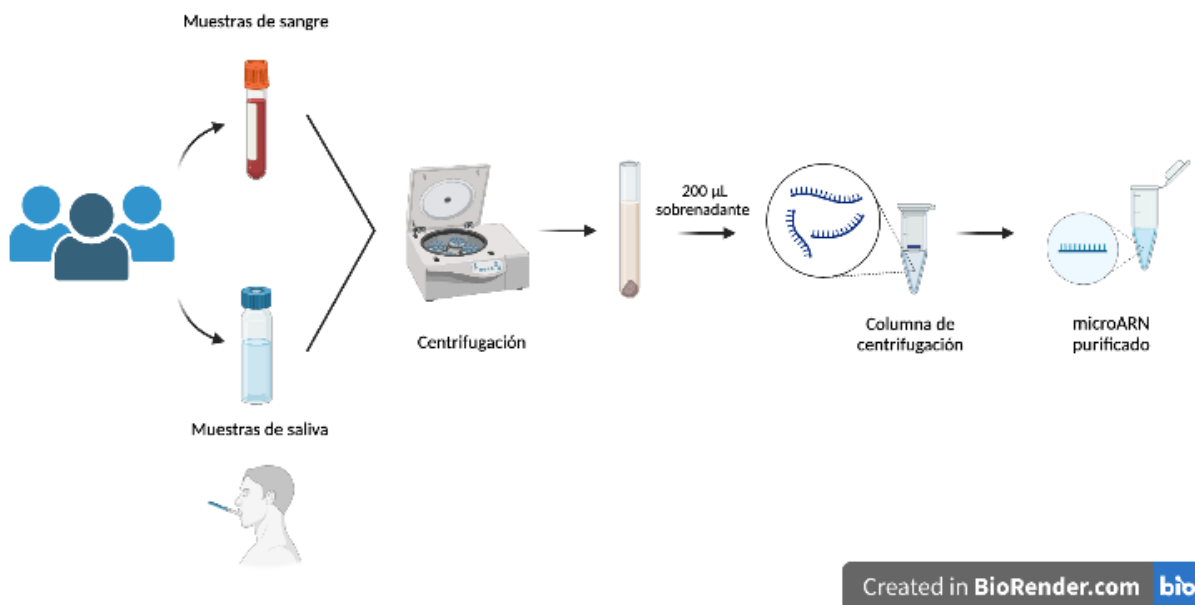 Muestras de sangre
200 µL
sobrenadante
Centrifugación
Columna de
centrifugación
microARN
purificado
Muestras de saliva
Created in BioRender.com bio